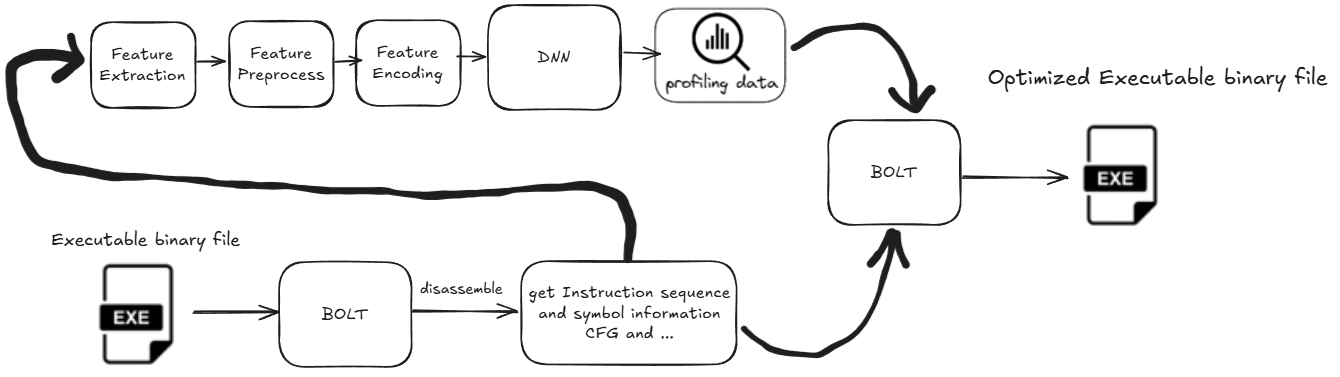 Feature
Extraction
Feature
Preprocess
Feature
Encoding
DNN
profiling data
Optimized Executable binary file
BOLT
EXE
Executable binary file
EXE
BOLT
disassemble
get Instruction sequence
and symbol information
CFG and ...